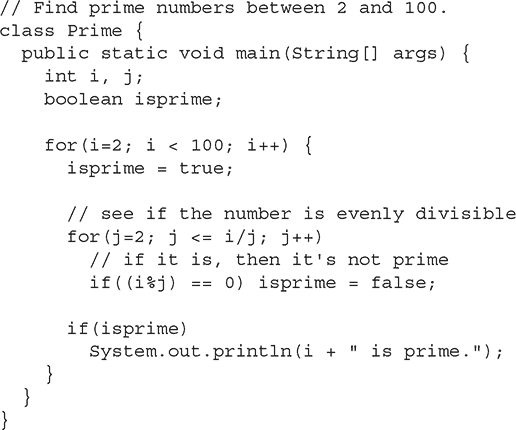 // Find prime numbers between 2 and 100.
class Prime {
  public static void main(String[] args) {
    int i, j;
    boolean isprime;

    for(i=2; i < 100; i++) {
      isprime = true;

      // see if the number is evenly divisible
      for(j=2; j <= i/j; j++)
        // if it is, then it's not prime
        if((i%j) == 0) isprime = false;

      if(isprime)
        System.out.println(i + " is prime.");
    }
  }
}